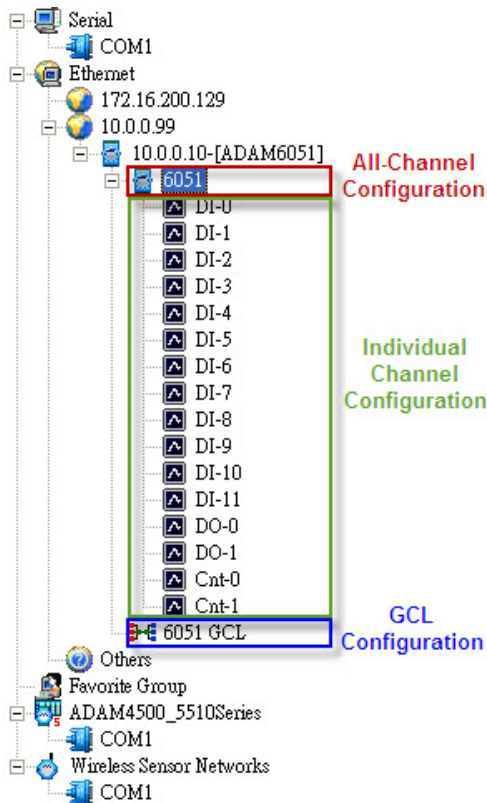 Serial
COM1
Ethernet
172.16.200.129
10.0.0.99
10.0.0.10-[ADAM6051]
6051
All-Channel
Configuration
DI-0
DI-1
DI-2
DI-3
DI-4
DI-5
DI-6
DI-7
DI-8
DI-9
DI-10
DI-11
DO-0
DO-1
Cnt-0
Cnt-1
Individual
Channel
Configuration
6051 GCL
GCL
Configuration
Others
Favorite Group
ADAM4500_5510Series
COM1
Wireless Sensor Networks
COM1